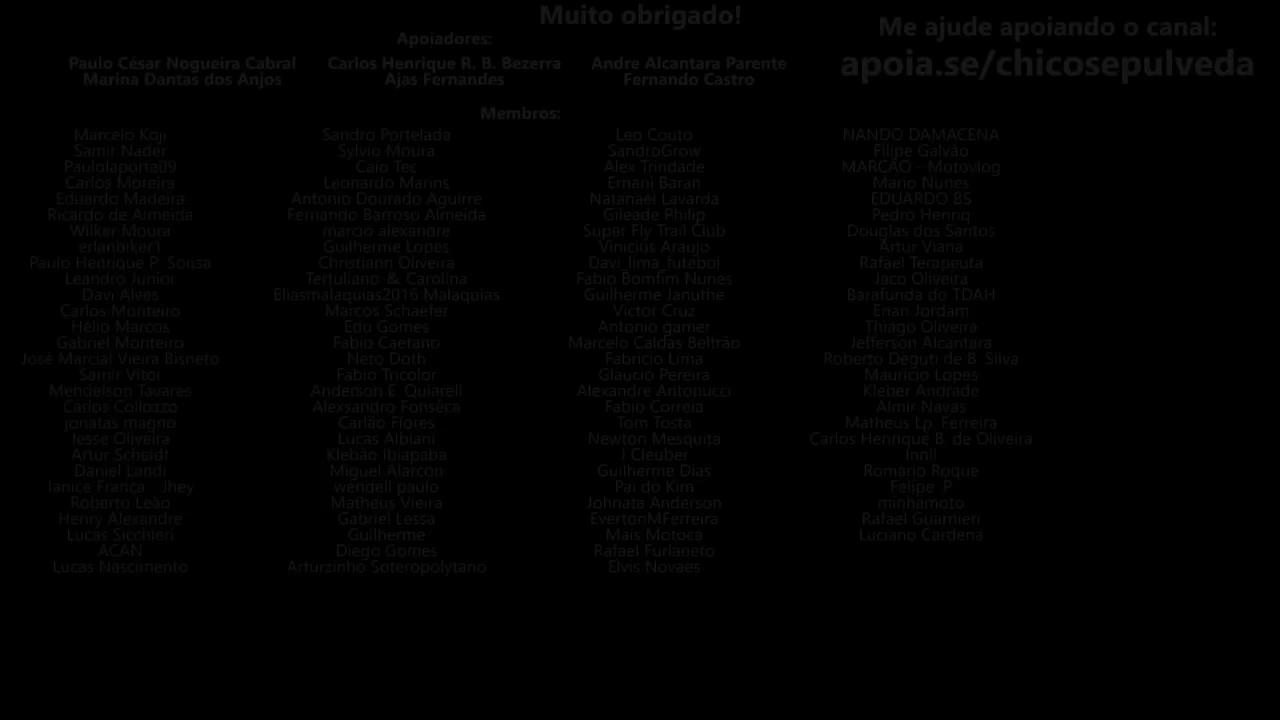 Muito obrigado!
Me ajude apoiando o canal:
apoia.se/chicosepulveda
Apoiadores:
Paulo César Nogueira Cabral
Marina Dantas dos Anjos
Carlos Henrique R. B. Bezerra
Ajas Fernandes
Andre Alcantara Parente
Fernando Castro
Membros:
Marcelo Koji
Samir Nader
Paulolaporta09
Carlos Moreira
Eduardo Madeira
Ricardo de Almeida
Wilker Moura
erlanbiker1
Paulo Henrique P. Sousa
Leandro Junior
Davi Alves
Carlos Monteiro
Hélio Marcos
Gabriel Monteiro
José Marcial Vieira Bisneto
Samir Vitor
Mendelson Tavares
Carlos Collozzo
jonatas magno
Jesse Oliveira
Artur Scheidt
Daniel Landi
Ianice França _Jhey
Roberto Leão
Henry Alexandre
Lucas Sicchieri
ACAN
Lucas Nascimento
Sandro Portelada
Sylvio Moura
Caio Tec
Leonardo Marins
Antonio Dourado Aguirre
Fernando Barroso Almeida
marcio alexandre
Guilherme Lopes
Christiann Oliveira
Tertuliano & Carolina
Eliasmalaquias2016 Malaquias
Marcos Schaefer
Edo Gomes
Fabio Caetano
Neto Doth
Fábio Tricolor
Anderson E. Quiarell
Alexsandro Fonsêca
Carlão Flores
Lucas Albiani
Klebão Ibiapaba
Miguel Alarcon
wendell paulo
Matheus Vieira
Gabriel Lessa
Guilherme
Diego Gomes
Arturzinho Soteropolytano
Leo Couto
SandroGrow
Alex Trindade
Ernani Baran
Natanael Lavarda
Gileade Philip
Super Fly Trail Club
Vinicius Araujo
Davi_lima_futebol
Fabio Bomfim Nunes
Guilherme Januthe
Victor Cruz
Antonio gamer
Marcelo Caldas Beltrão
Fabricio Lima
Glaucio Pereira
Alexandre Antonucci
Fabio Correia
Tom Tosta
Newton Mesquita
J Cleuber
Guilherme Dias
Pai do Kim
Johnata Anderson
EvertonMFerreira
Mais Motoca
Rafael Furlaneto
Elvis Novaes
NANDO DAMACENA
Filipe Galvão
MARCÃO - Motovlog
Mario Nunes
EDUARDO BS
Pedro Henriq
Douglas dos Santos
Artur Viana
Rafael Terapeuta
Jaco Oliveira
Barafunda do TDAH
Erian Jordam
Thiago Oliveira
Jefferson Alcantara
Roberto Deguti de B. Silva
Mauricio Lopes
Kleber Andrade
Almir Navas
Matheus Lp. Ferreira
Carlos Henrique B. de Oliveira
Romario Roque
Felipe P.
minhamoto
Rafael Guarnieri
Luciano Cardena